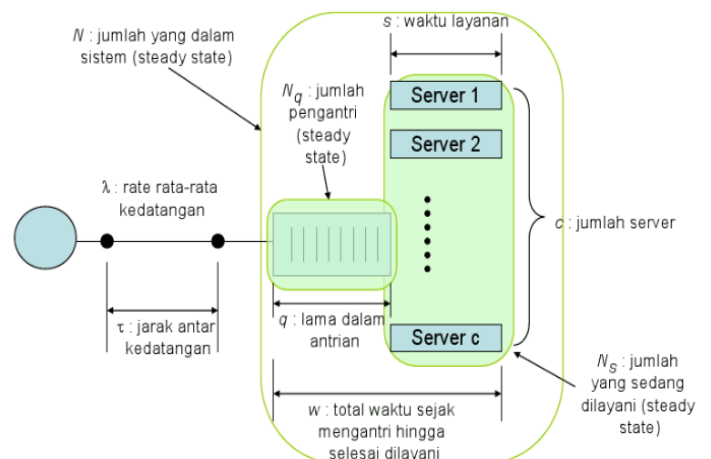 N : jumlah yang dalam
sistem (steady state)
s : waktu layanan
Nq : jumlah
pengantri
(steady
state)
Server 1
Server 2
λ : rate rata-rata
kedatangan
c : jumlah server
τ : jarak antar
kedatangan
q : lama dalam
antrian
Server c
w : total waktu sejak
mengantri hingga
selesai dilayani
NS : jumlah
yang sedang
dilayani (steady
state)